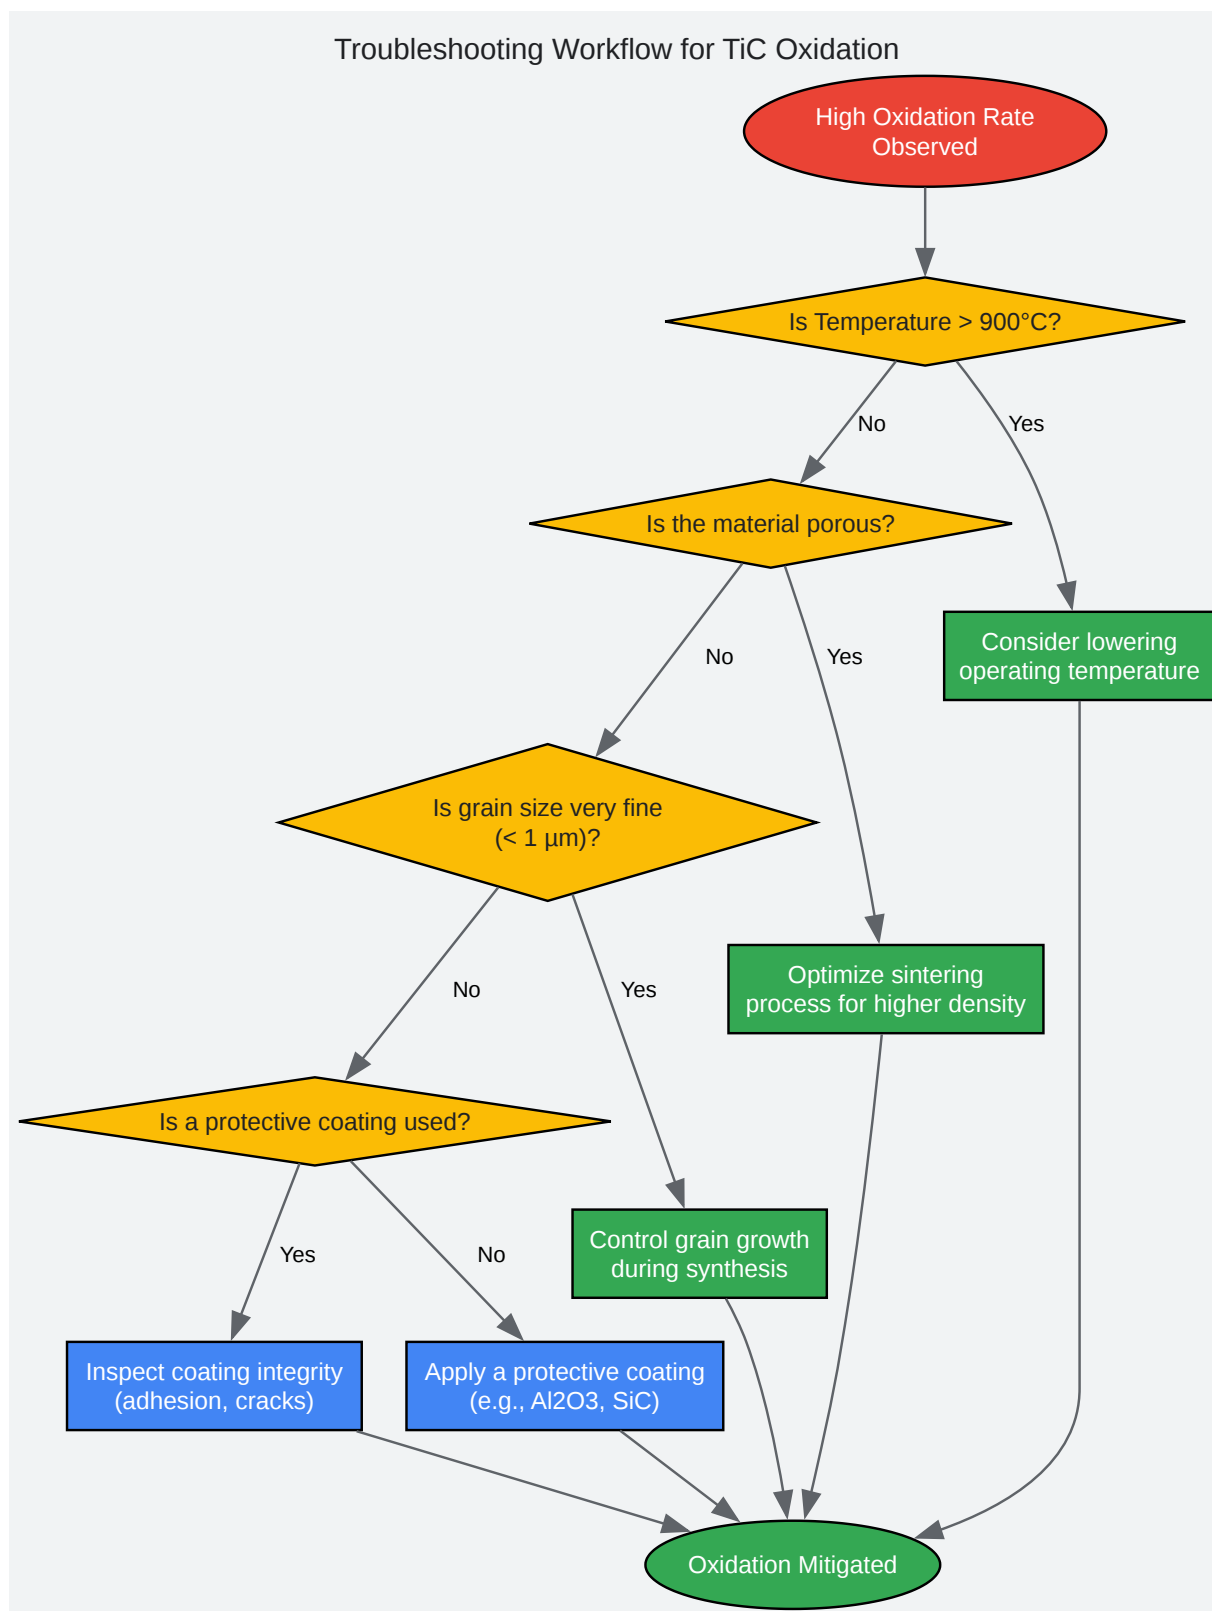 Troubleshooting Workflow for TiC Oxidation
High Oxidation Rate
Observed
Is Temperature > 900°C?
No
Yes
Is the material porous?
No
Yes
Consider lowering
operating temperature
Is grain size very fine
(< 1 µm)?
No
Yes
Optimize sintering
process for higher density
Is a protective coating used?
Yes
No
Control grain growth
during synthesis
Inspect coating integrity
(adhesion, cracks)
Apply a protective coating
(e.g., Al2O3, SiC)
Oxidation Mitigated